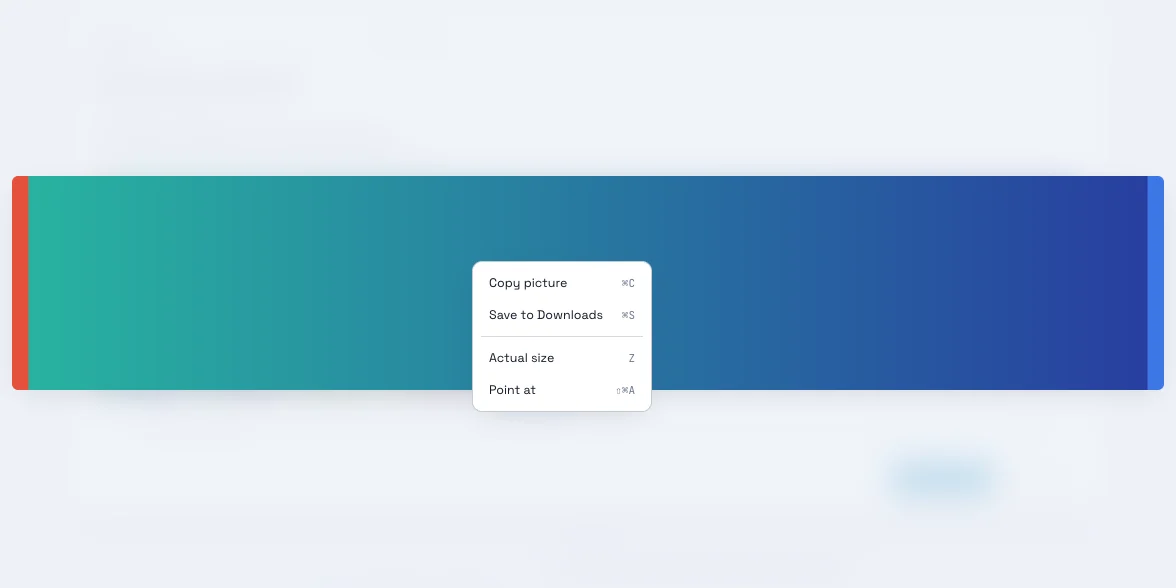 Copy picture ⌘C
Save to Downloads ⌘S
Actual size Z
Point at ⇧⌘A